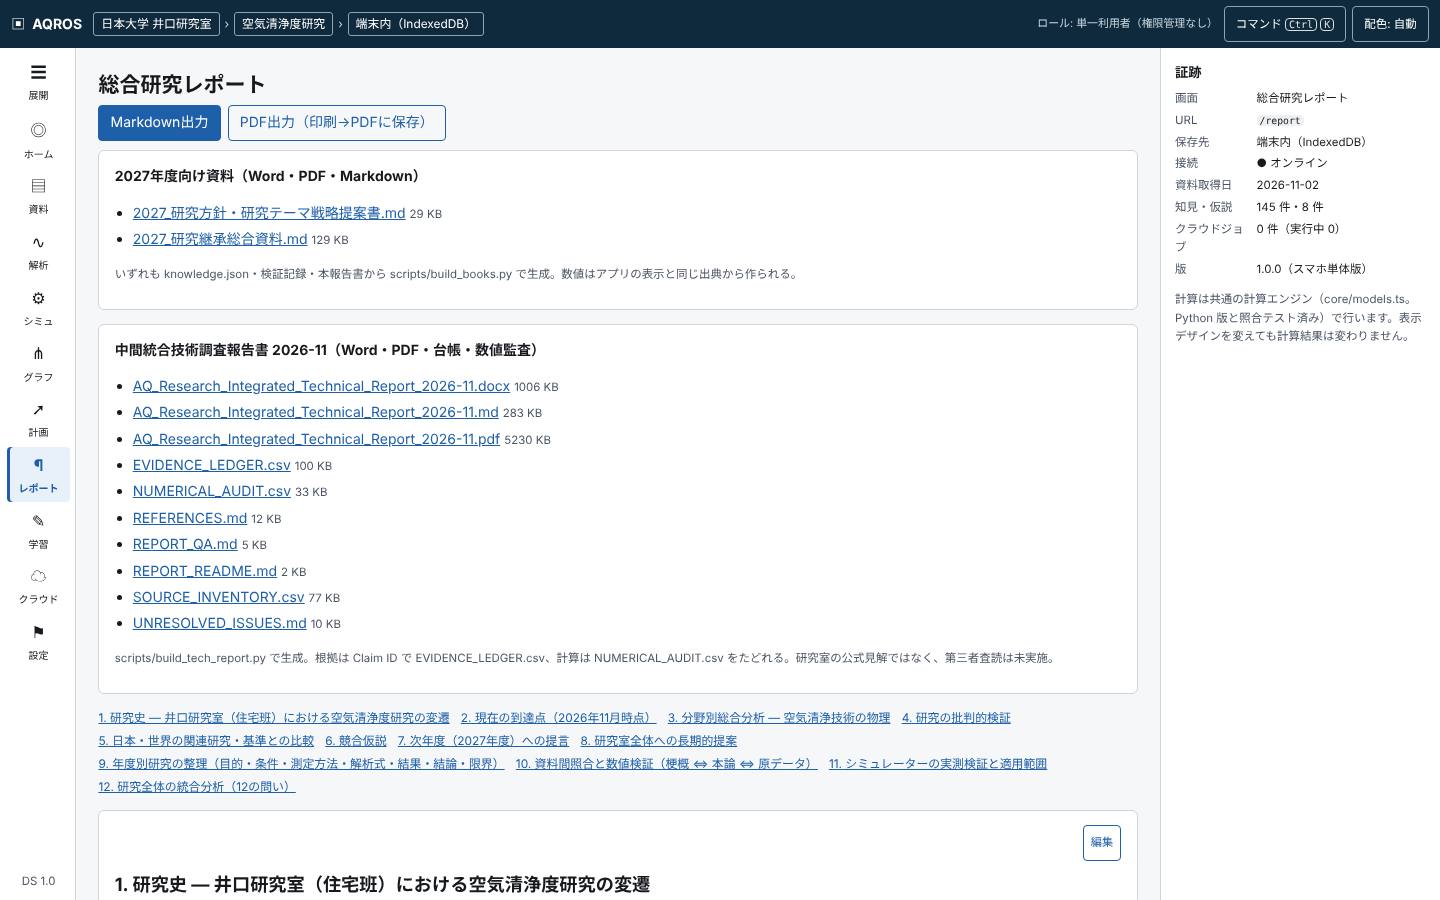 AQROS 日本大学 井口研究室 › 空気清浄度研究 › 端末内（IndexedDB）
ロール: 単一利用者（権限管理なし） コマンド Ctrl K 配色: 自動
展開
ホーム
資料
解析
シミュ
グラフ
計画
レポート
学習
クラウド
設定
DS 1.0
総合研究レポート
Markdown出力 PDF出力（印刷→PDFに保存）
2027年度向け資料（Word・PDF・Markdown）
2027_研究方針・研究テーマ戦略提案書.md 29 KB
2027_研究継承総合資料.md 129 KB
いずれも knowledge.json・検証記録・本報告書から scripts/build_books.py で生成。数値はアプリの表示と同じ出典から作られる。
中間統合技術調査報告書 2026-11（Word・PDF・台帳・数値監査）
AQ_Research_Integrated_Technical_Report_2026-11.docx 1006 KB
AQ_Research_Integrated_Technical_Report_2026-11.md 283 KB
AQ_Research_Integrated_Technical_Report_2026-11.pdf 5230 KB
EVIDENCE_LEDGER.csv 100 KB
NUMERICAL_AUDIT.csv 33 KB
REFERENCES.md 12 KB
REPORT_QA.md 5 KB
REPORT_README.md 2 KB
SOURCE_INVENTORY.csv 77 KB
UNRESOLVED_ISSUES.md 10 KB
scripts/build_tech_report.py で生成。根拠は Claim ID で EVIDENCE_LEDGER.csv、計算は NUMERICAL_AUDIT.csv をたどれる。研究室の公式見解ではなく、第三者査読は未実施。
1. 研究史 — 井口研究室（住宅班）における空気清浄度研究の変遷 2. 現在の到達点（2026年11月時点） 3. 分野別総合分析 — 空気清浄技術の物理 4. 研究の批判的検証
5. 日本・世界の関連研究・基準との比較 6. 競合仮説 7. 次年度（2027年度）への提言 8. 研究室全体への長期的提案
9. 年度別研究の整理（目的・条件・測定方法・解析式・結果・結論・限界） 10. 資料間照合と数値検証（梗概 ⇔ 本論 ⇔ 原データ） 11. シミュレーターの実測検証と適用範囲
12. 研究全体の統合分析（12の問い）
編集
1. 研究史 — 井口研究室（住宅班）における空気清浄度研究の変遷
証跡
画面 総合研究レポート
URL /report
保存先 端末内（IndexedDB）
接続 ● オンライン
資料取得日 2026-11-02
知見・仮説 145 件・8 件
クラウドジョ 0 件（実行中 0）
ブ
版 1.0.0（スマホ単体版）
計算は共通の計算エンジン（core/models.ts。
Python 版と照合テスト済み）で行います。表示
デザインを変えても計算結果は変わりません。